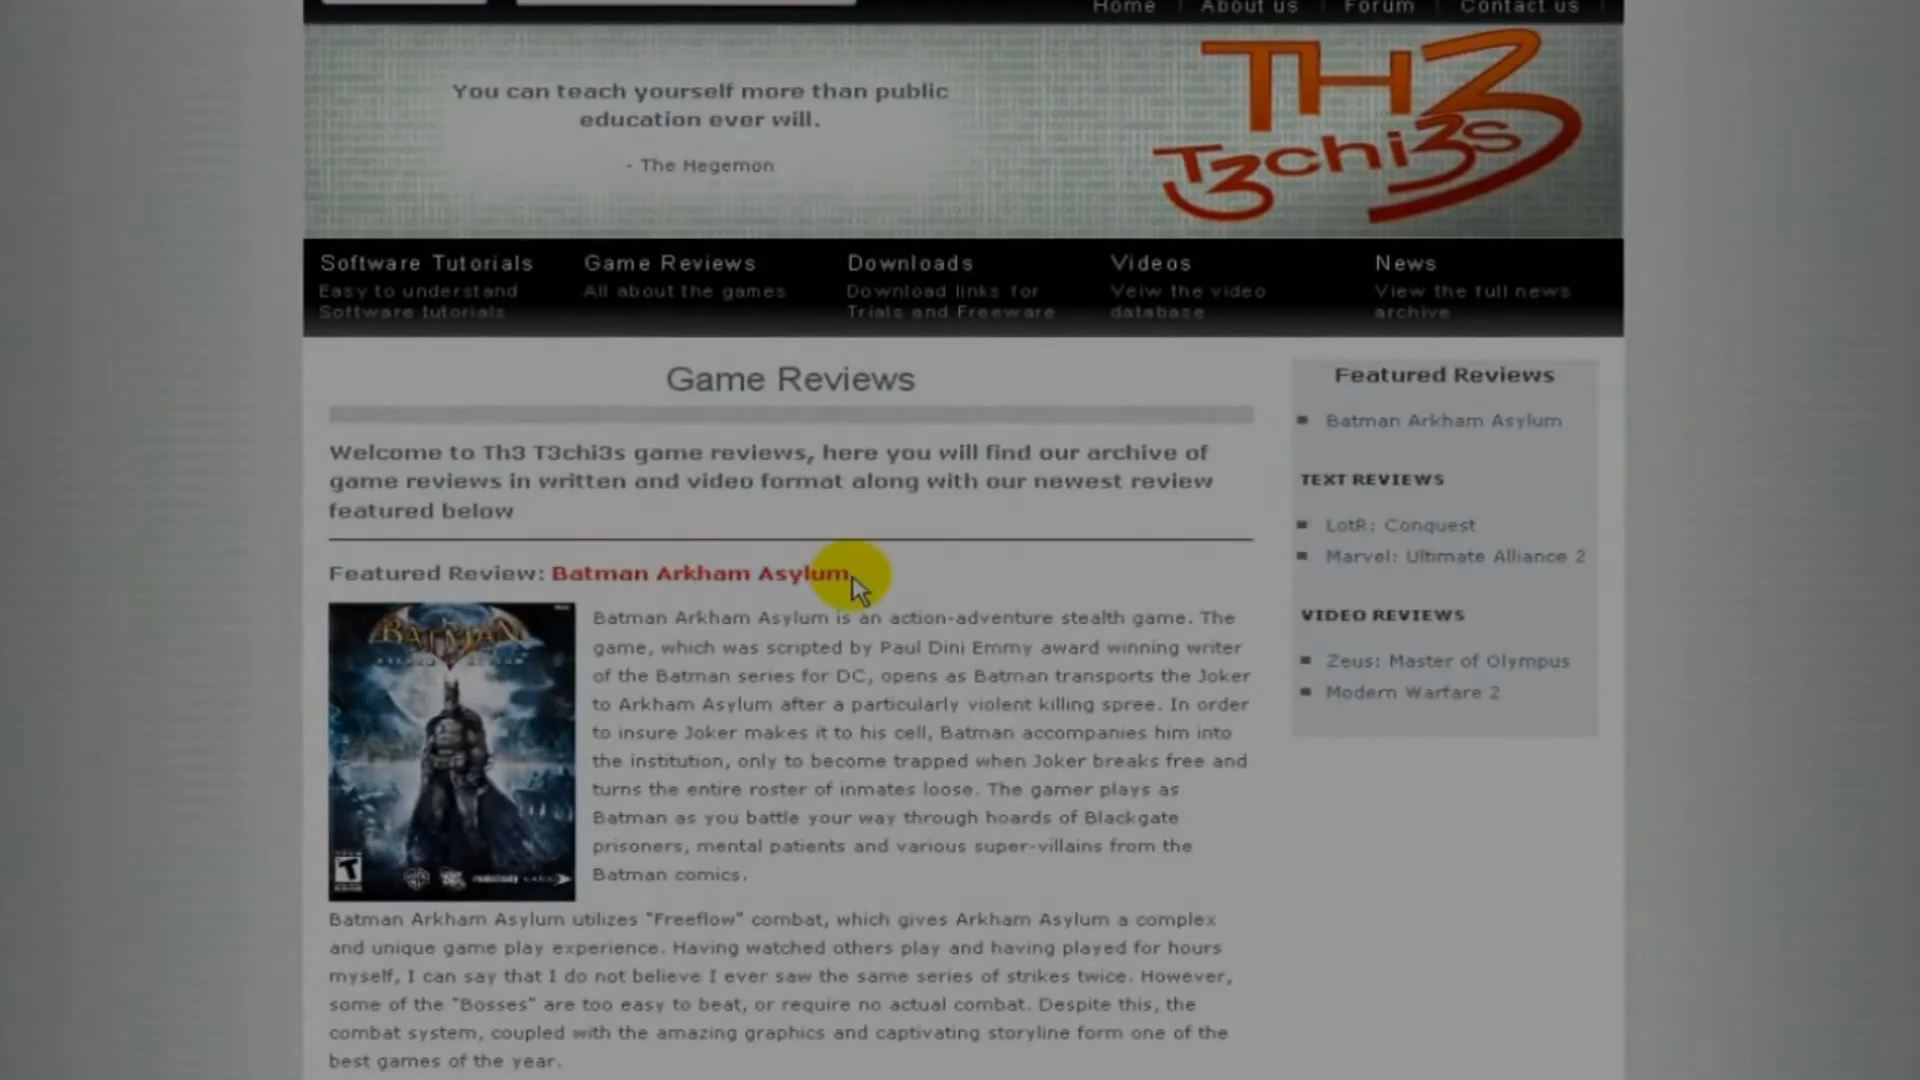 Home About us Forum Contact us
You can teach yourself more than public
education ever will.
- The Hegemon
TH3
T3chi3s
Software Tutorials Game Reviews Downloads Videos News
Easy to understand All about the games Download links for Veiw the video View the full news
Software tutorials Trials and Freeware database archive
Game Reviews
Welcome to Th3 T3chi3s game reviews, here you will find our archive of
game reviews in written and video format along with our newest review
featured below
Featured Review: Batman Arkham Asylum
BATMAN
ARKHAM ASYLUM
T
Batman Arkham Asylum is an action-adventure stealth game. The
game, which was scripted by Paul Dini Emmy award winning writer
of the Batman series for DC, opens as Batman transports the Joker
to Arkham Asylum after a particularly violent killing spree. In order
to insure Joker makes it to his cell, Batman accompanies him into
the institution, only to become trapped when Joker breaks free and
turns the entire roster of inmates loose. The gamer plays as
Batman as you battle your way through hoards of Blackgate
prisoners, mental patients and various super-villains from the
Batman comics.
Batman Arkham Asylum utilizes "Freeflow" combat, which gives Arkham Asylum a complex
and unique game play experience. Having watched others play and having played for hours
myself, I can say that I do not believe I ever saw the same series of strikes twice. However,
some of the "Bosses" are too easy to beat, or require no actual combat. Despite this, the
combat system, coupled with the amazing graphics and captivating storyline form one of the
best games of the year.
Featured Reviews
Batman Arkham Asylum
TEXT REVIEWS
LotR: Conquest
Marvel: Ultimate Alliance 2
VIDEO REVIEWS
Zeus: Master of Olympus
Modern Warfare 2